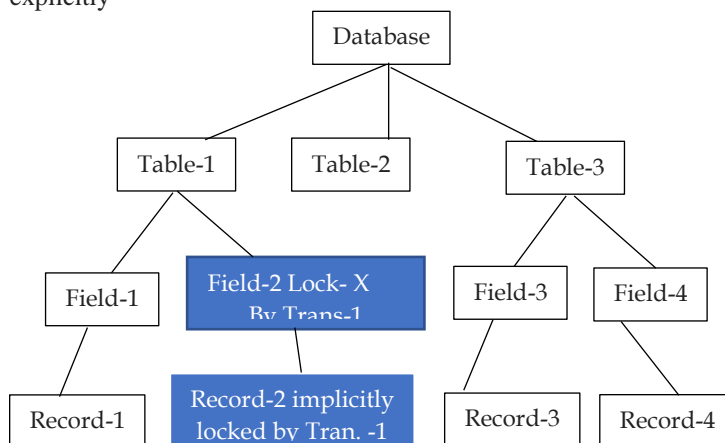 explicitly
Database
Table-1
Table-2
Table-3
Field-1
Field-2 Lock- X
By Trans-1
Field-3
Field-4
Record-1
Record-2 implicitly
locked by Tran. -1
Record-3
Record-4